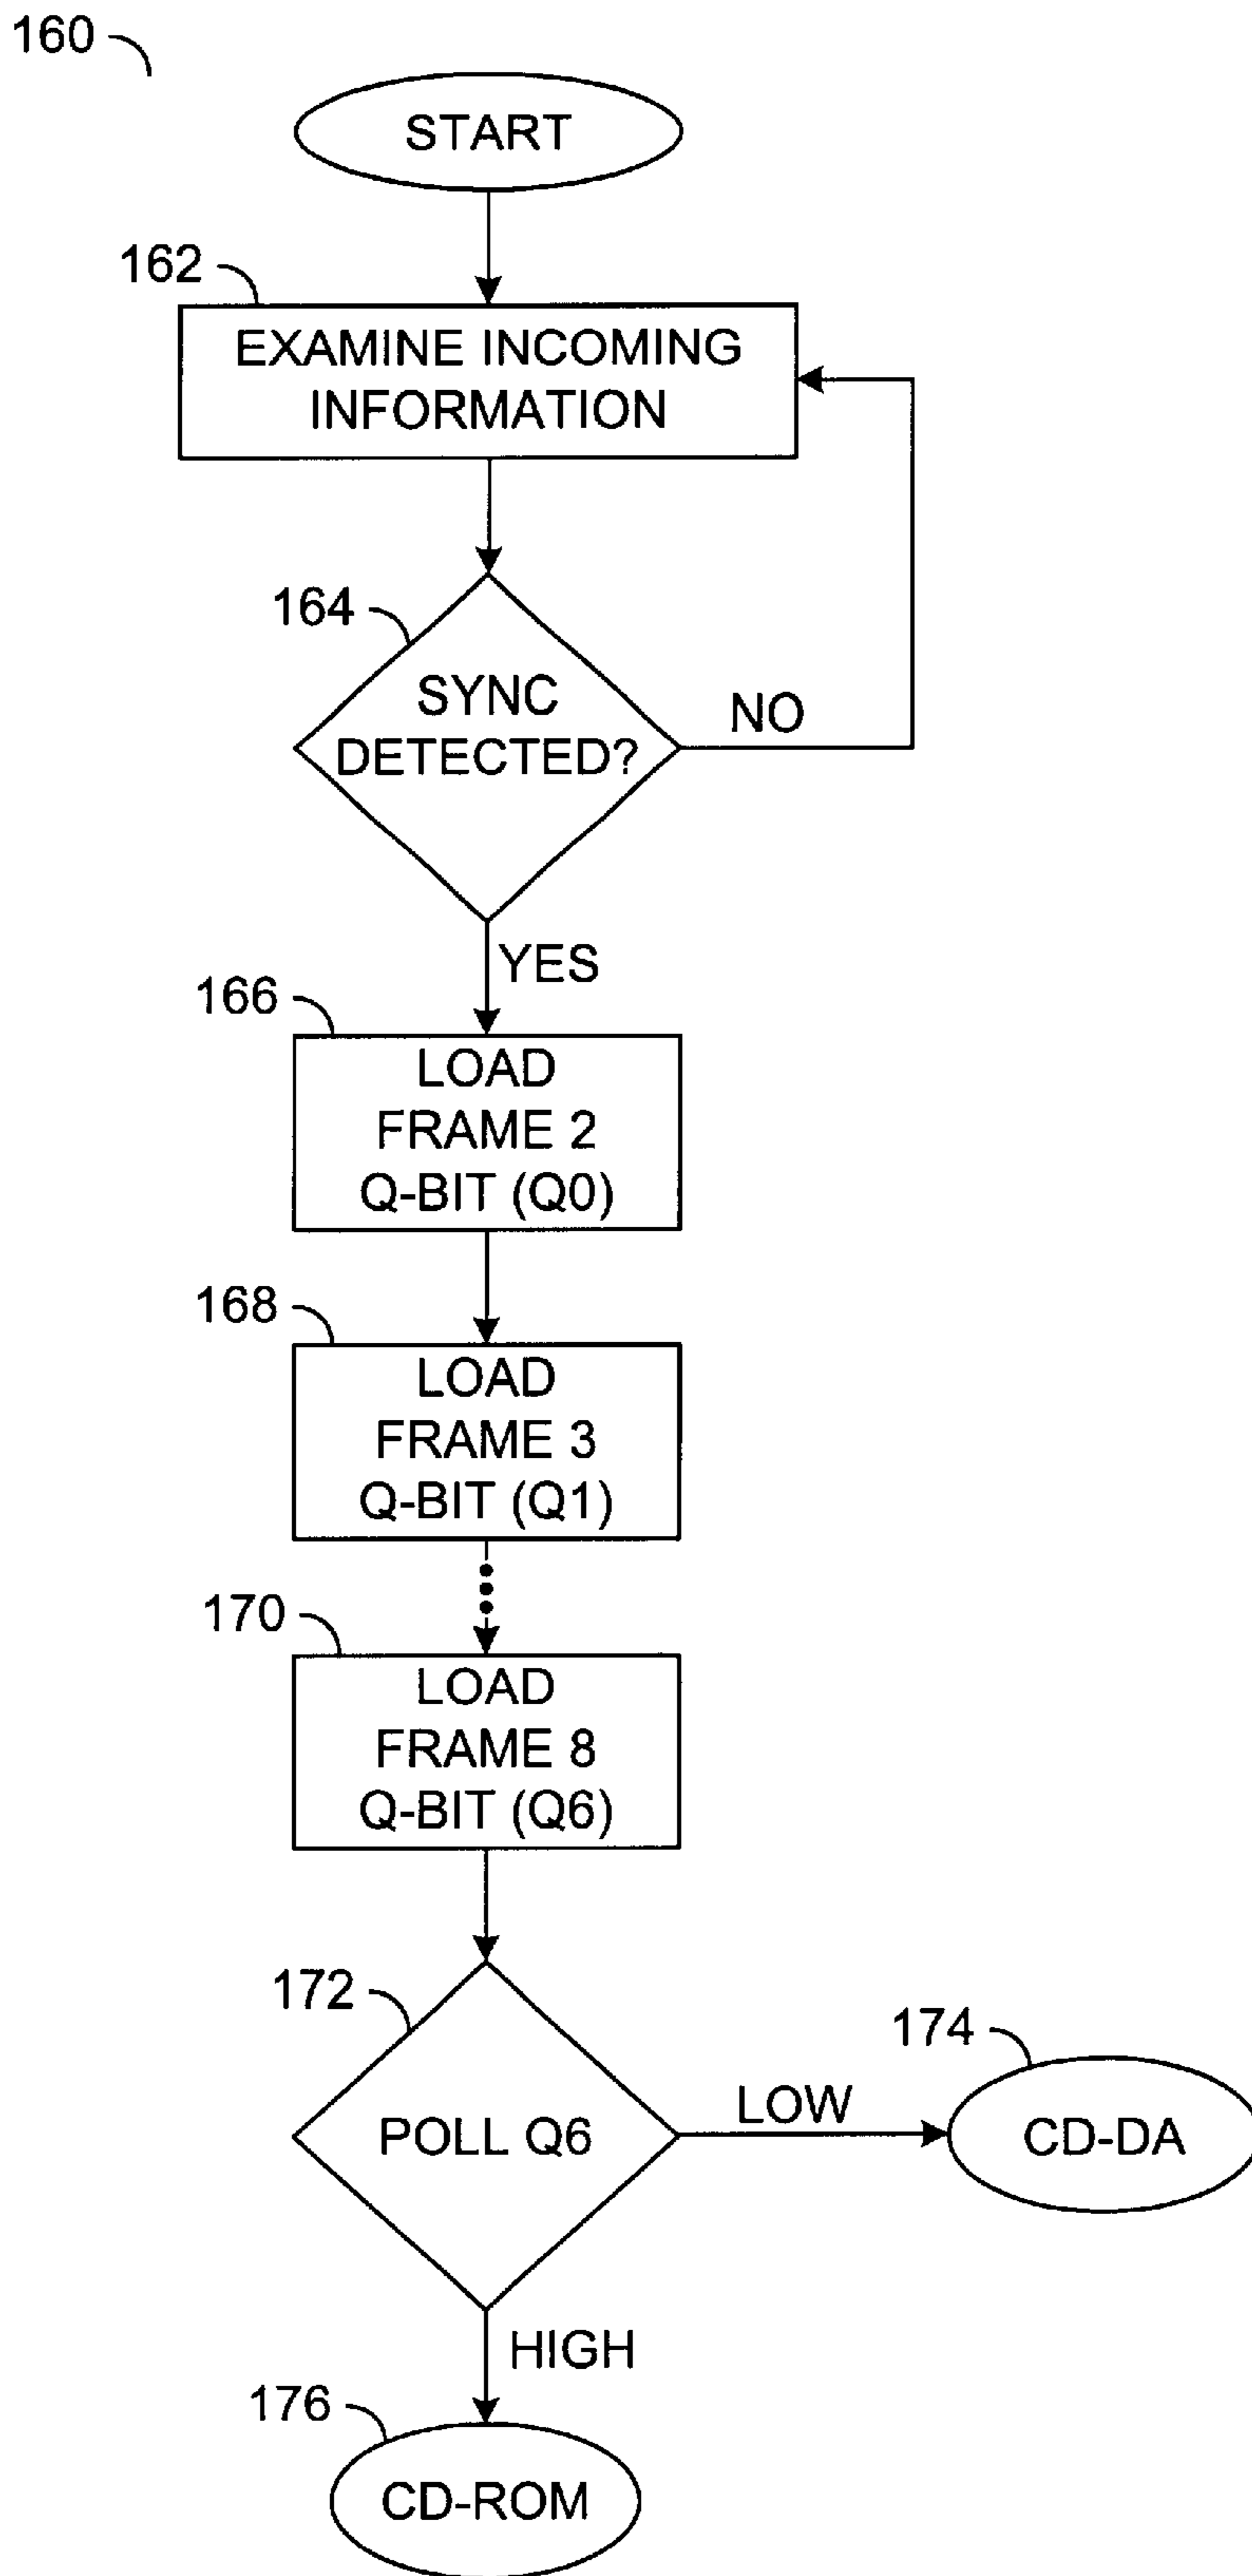 160
START
162
EXAMINE INCOMING
INFORMATION
164
SYNC
DETECTED?
NO
YES
166
LOAD
FRAME 2
Q-BIT (Q0)
168
LOAD
FRAME 3
Q-BIT (Q1)
170
LOAD
FRAME 8
Q-BIT (Q6)
172
POLL Q6
LOW
174
CD-DA
HIGH
176
CD-ROM